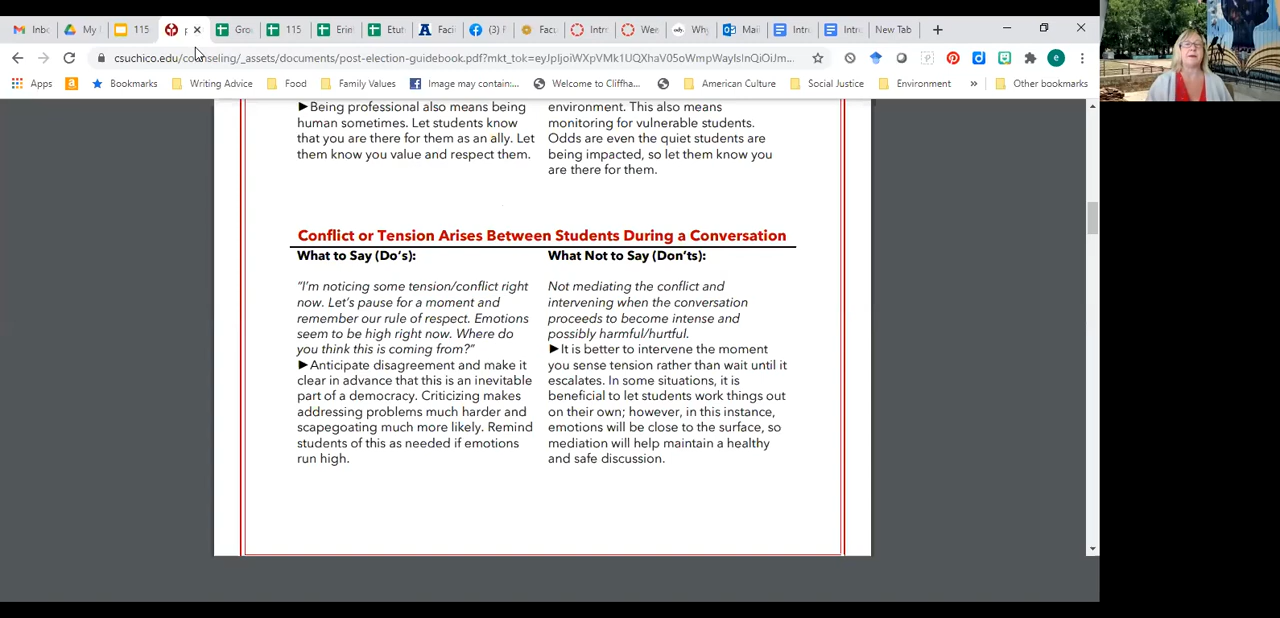 Inbo
My
115
Gro
115
Erin
Etut
Faci
(3) F
Facu
Intro
Wee
Why
Mail
Intro
Intro
New Tab
csuchico.edu/counseling/_assets/documents/post-election-guidebook.pdf?mkt_tok=
Apps
Bookmarks
Writing Advice
Food
Family Values
Image may contain:...
Welcome to Cliffha...
American Culture
Social Justice
Environment
»
Other bookmarks
►Being professional also means being
human sometimes. Let students know
that you are there for them as an ally. Let
them know you value and respect them.
environment. This also means
monitoring for vulnerable students.
Odds are even the quiet students are
being impacted, so let them know you
are there for them.
Conflict or Tension Arises Between Students During a Conversation
What to Say (Do's):
"I'm noticing some tension/conflict right
now. Let's pause for a moment and
remember our rule of respect. Emotions
seem to be high right now. Where do
you think this is coming from?"
►Anticipate disagreement and make it
clear in advance that this is an inevitable
part of a democracy. Criticizing makes
addressing problems much harder and
scapegoating much more likely. Remind
students of this as needed if emotions
run high.
What Not to Say (Don'ts):
Not mediating the conflict and
intervening when the conversation
proceeds to become intense and
possibly harmful/hurtful.
►It is better to intervene the moment
you sense tension rather than wait until it
escalates. In some situations, it is
beneficial to let students work things out
on their own; however, in this instance,
emotions will be close to the surface, so
mediation will help maintain a healthy
and safe discussion.